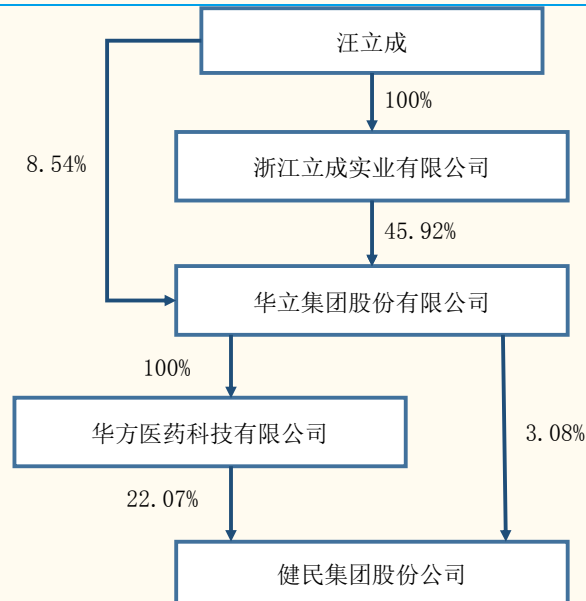 汪立成
100%
8.54%
浙江立成实业有限公司
45.92%
华立集团股份有限公司
100%
华方医药科技有限公司
3.08%
22.07%
健民集团股份公司